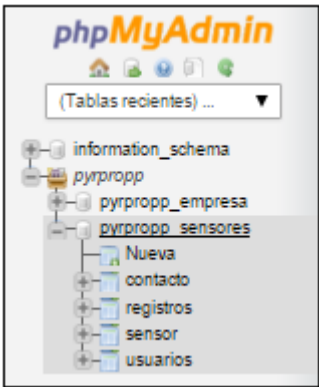 phpMyAdmin
(Tablas recientes) ...
information_schema
pyrpropp
pyrpropp_empresa
pyrpropp_sensores
Nueva
contacto
registros
sensor
usuarios